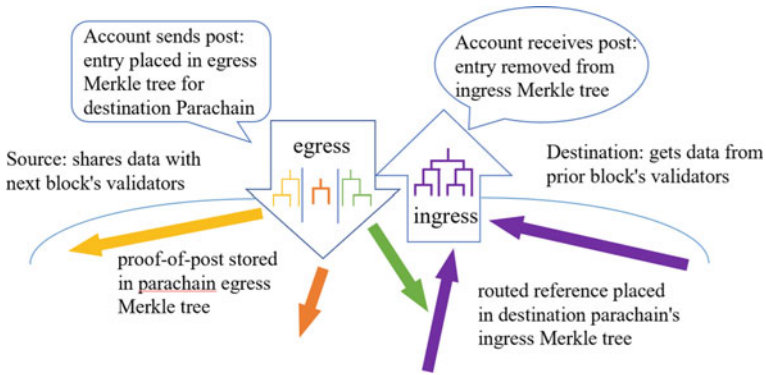 Account sends post:
entry placed in egress
Merkle tree for
destination Parachain
Account receives post:
entry removed from
ingress Merkle tree
egress
ingress
Source: shares data with
next block's validators
Destination: gets data from
prior block's validators
proof-of-post stored
in parachain egress
Merkle tree
routed reference placed
in destination parachain's
ingress Merkle tree